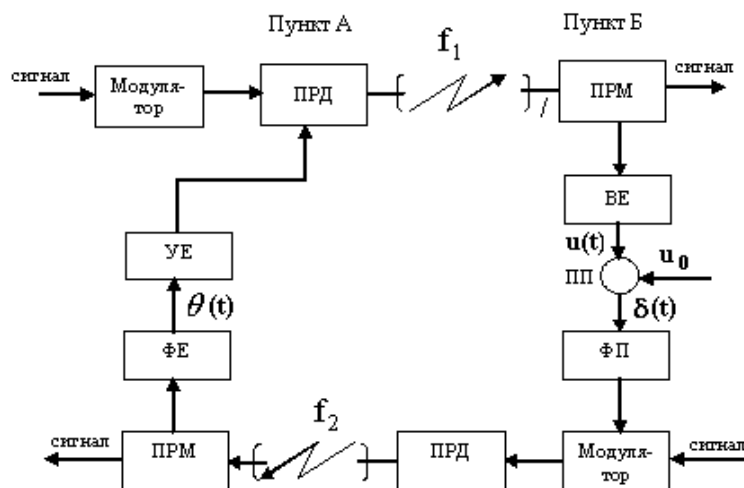 Пункт А
Пункт Б
f1
сигнал
Модуля-
тор
ПРД
/
ПРМ
сигнал
ВЕ
u(t)
u0
ПП
УЕ
θ(t)
δ(t)
ФЕ
ФП
f2
сигнал
ПРМ
ПРД
Модуля-
тор
сигнал